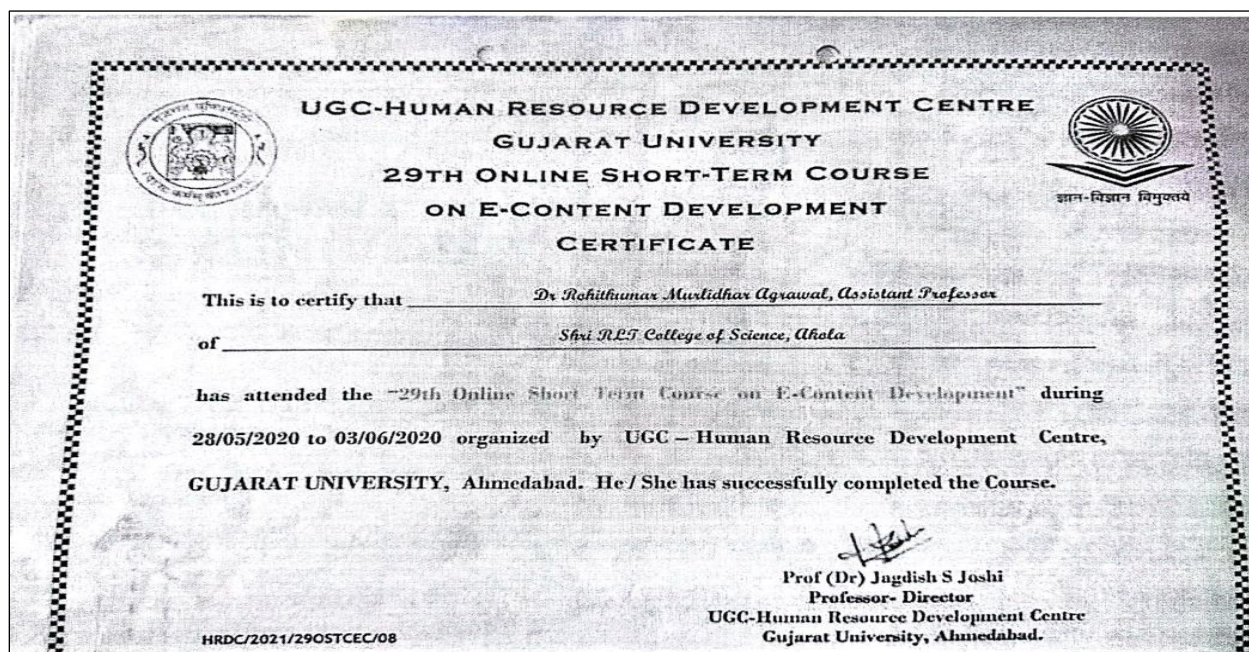 UGC-HUMAN RESOURCE DEVELOPMENT CENTRE
GUJARAT UNIVERSITY
29TH ONLINE SHORT-TERM COURSE
ON E-CONTENT DEVELOPMENT
CERTIFICATE
ज्ञान-विज्ञान विमुक्तये
This is to certify that Dr Rohitkumar Murlidhar Agrawal, Assistant Professor
of Shri RLT College of Science, Akola
has attended the "29th Online Short Term Course on E-Content Development" during
28/05/2020 to 03/06/2020 organized by UGC – Human Resource Development Centre,
GUJARAT UNIVERSITY, Ahmedabad. He / She has successfully completed the Course.
Prof (Dr) Jagdish S Joshi
Professor- Director
UGC-Human Resource Development Centre
Gujarat University, Ahmedabad.
HRDC/2021/29OSTCEC/08